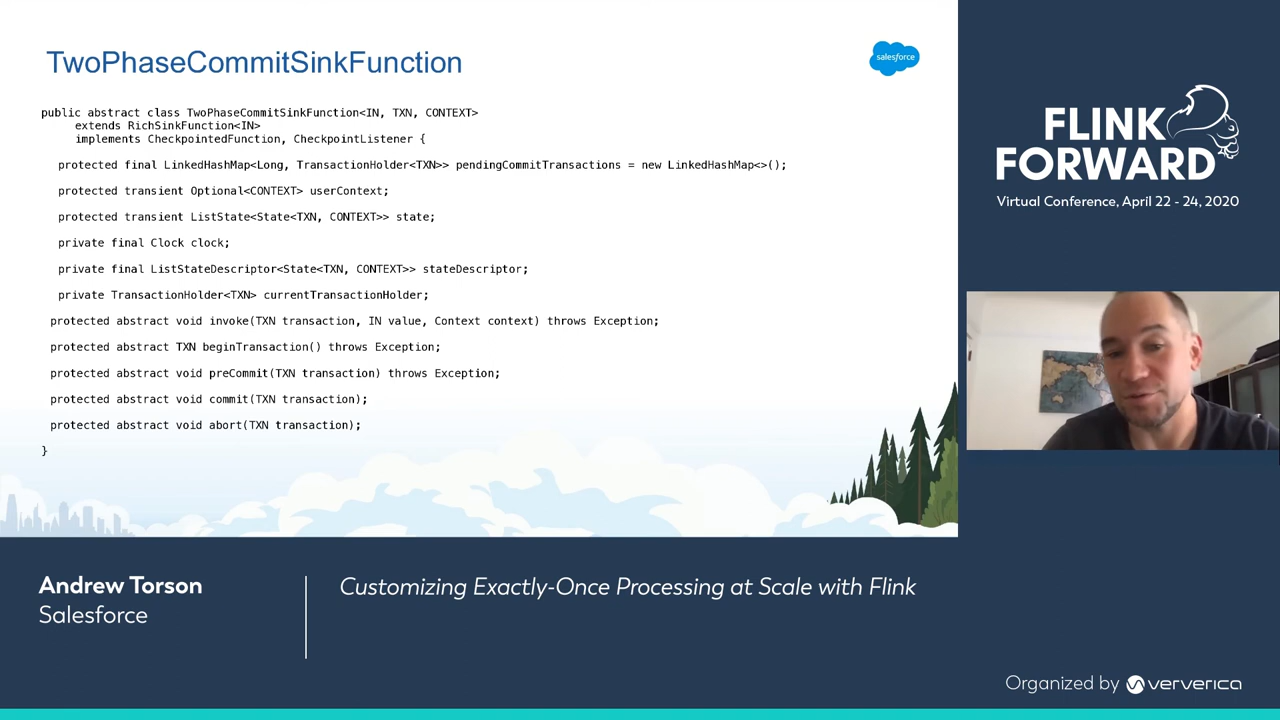 TwoPhaseCommitSinkFunction
salesforce
public abstract class TwoPhaseCommitSinkFunction<IN, TXN, CONTEXT>
extends RichSinkFunction<IN>
implements CheckpointedFunction, CheckpointListener {
protected final LinkedHashMap<Long, TransactionHolder<TXN>> pendingCommitTransactions = new LinkedHashMap<>();
protected transient Optional<CONTEXT> userContext;
protected transient ListState<State<TXN, CONTEXT>> state;
private final Clock clock;
private final ListStateDescriptor<State<TXN, CONTEXT>> stateDescriptor;
private TransactionHolder<TXN> currentTransactionHolder;
protected abstract void invoke(TXN transaction, IN value, Context context) throws Exception;
protected abstract TXN beginTransaction() throws Exception;
protected abstract void preCommit(TXN transaction) throws Exception;
protected abstract void commit(TXN transaction);
protected abstract void abort(TXN transaction);
}
FLINK
FORWARD
Virtual Conference, April 22 - 24, 2020
Andrew Torson
Salesforce
Customizing Exactly-Once Processing at Scale with Flink
Organized by ververica